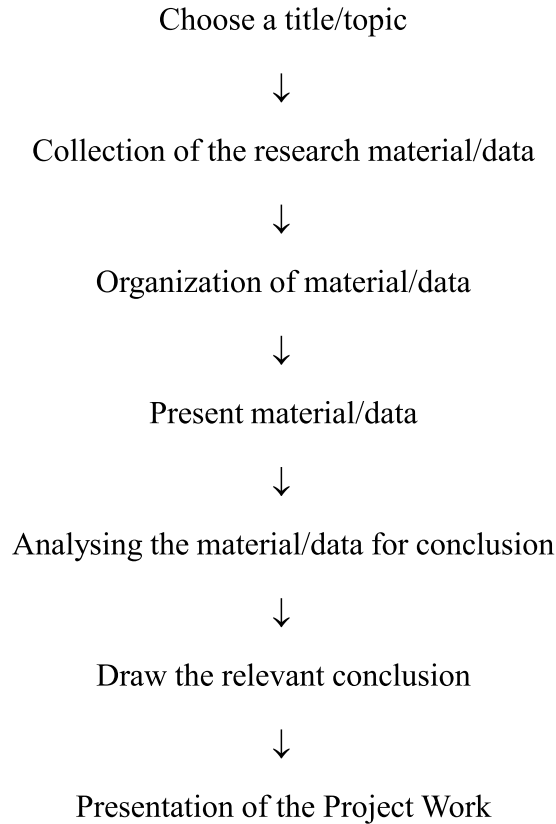 Choose a title/topic
↓
Collection of the research material/data
↓
Organization of material/data
↓
Present material/data
↓
Analysing the material/data for conclusion
↓
Draw the relevant conclusion
↓
Presentation of the Project Work